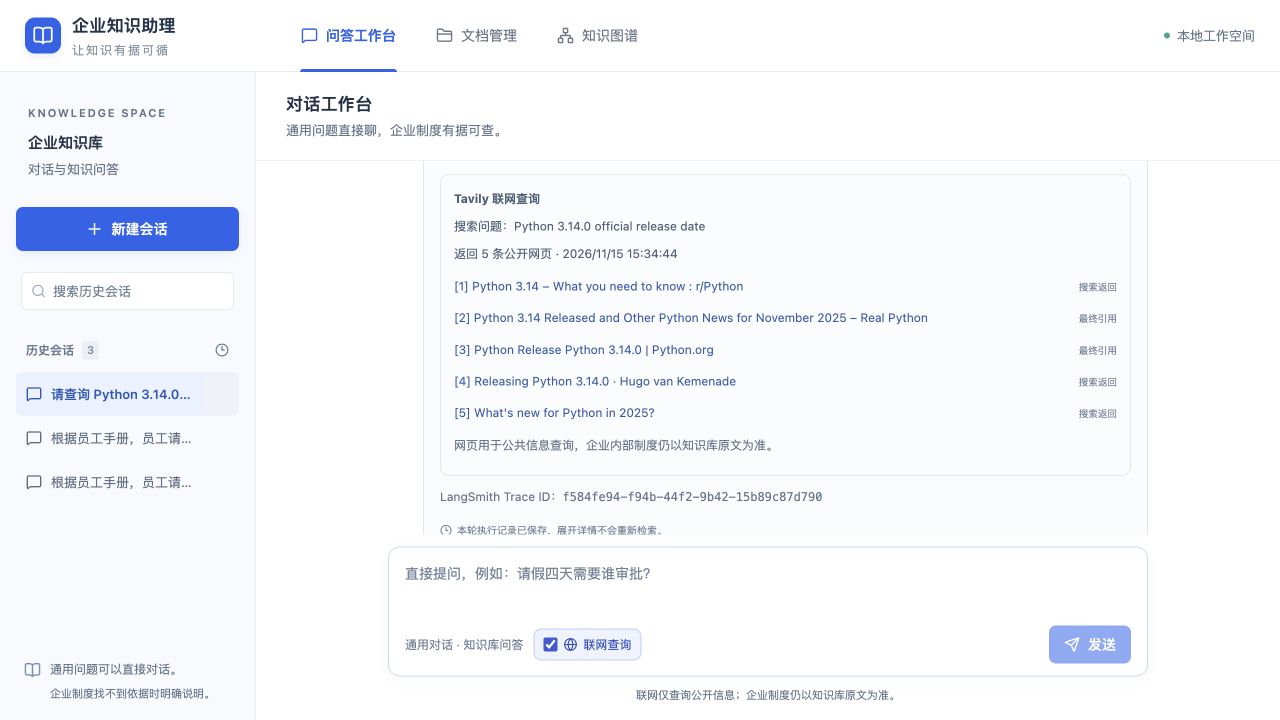 企业知识助理
让知识有据可循
问答工作台
文档管理
知识图谱
本地工作空间
KNOWLEDGE SPACE
企业知识库
对话与知识问答
新建会话
搜索历史会话
历史会话 3
请查询 Python 3.14.0...
根据员工手册，员工请...
根据员工手册，员工请...
通用问题可以直接对话。
企业制度找不到依据时明确说明。
对话工作台
通用问题直接聊，企业制度有据可查。
Tavily 联网查询
搜索问题：Python 3.14.0 official release date
返回 5 条公开网页 · 2026/11/15 15:34:44
[1] Python 3.14 – What you need to know : r/Python 搜索返回
[2] Python 3.14 Released and Other Python News for November 2025 – Real Python 最终引用
[3] Python Release Python 3.14.0 | Python.org 最终引用
[4] Releasing Python 3.14.0 · Hugo van Kemenade 搜索返回
[5] What's new for Python in 2025? 搜索返回
网页用于公共信息查询，企业内部制度仍以知识库原文为准。
LangSmith Trace ID：f584fe94-f94b-44f2-9b42-15b89c87d790
本轮执行记录已保存，展开详情不会重新检索。
直接提问，例如：请假四天需要谁审批？
通用对话 · 知识库问答
联网查询
发送
联网仅查询公开信息；企业制度仍以知识库原文为准。